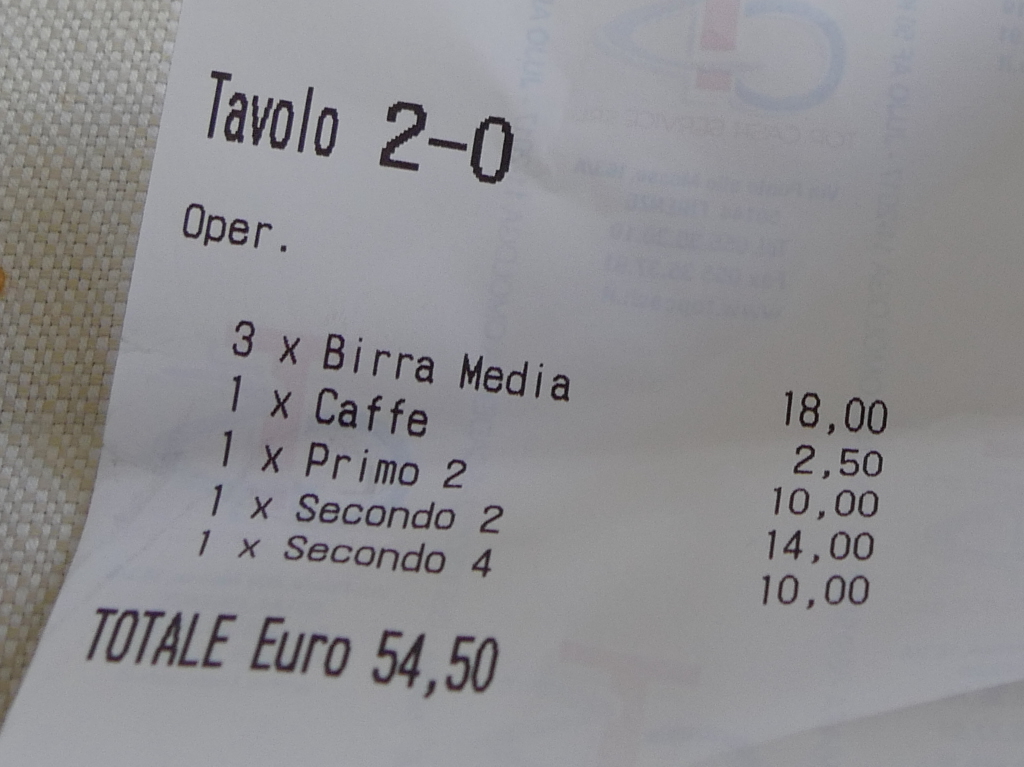 Tavolo 2-0
Oper.
3 x Birra Media 18,00
1 x Caffe 2,50
1 x Primo 2 10,00
1 x Secondo 2 14,00
1 x Secondo 4 10,00
TOTALE Euro 54,50